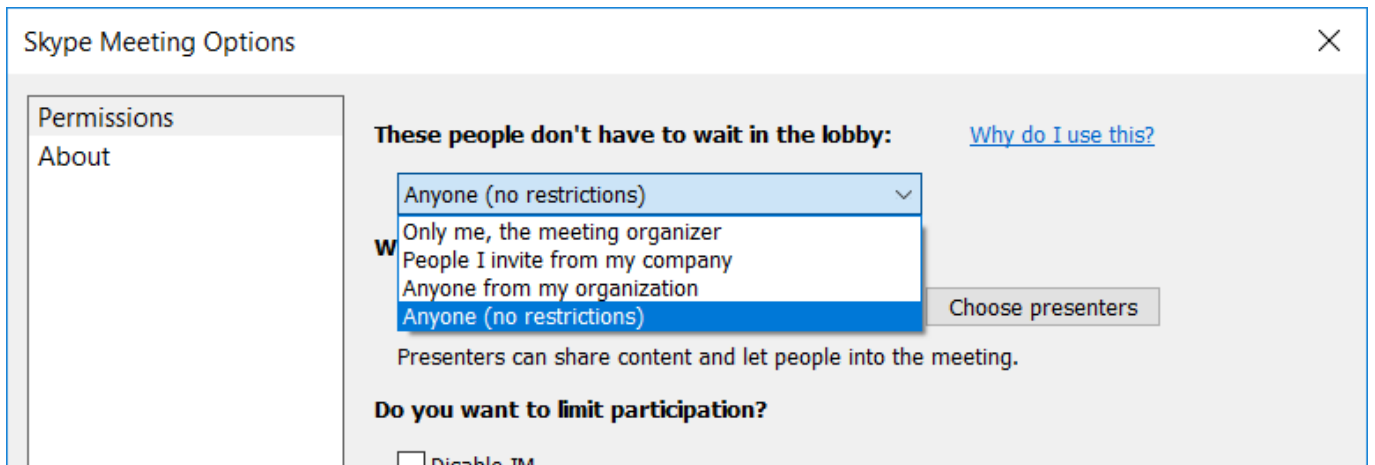 Skype Meeting Options
Permissions
About
These people don't have to wait in the lobby:
Why do I use this?
Anyone (no restrictions)
Only me, the meeting organizer
People I invite from my company
Anyone from my organization
Anyone (no restrictions)
Choose presenters
Presenters can share content and let people into the meeting.
Do you want to limit participation?
Disable IM